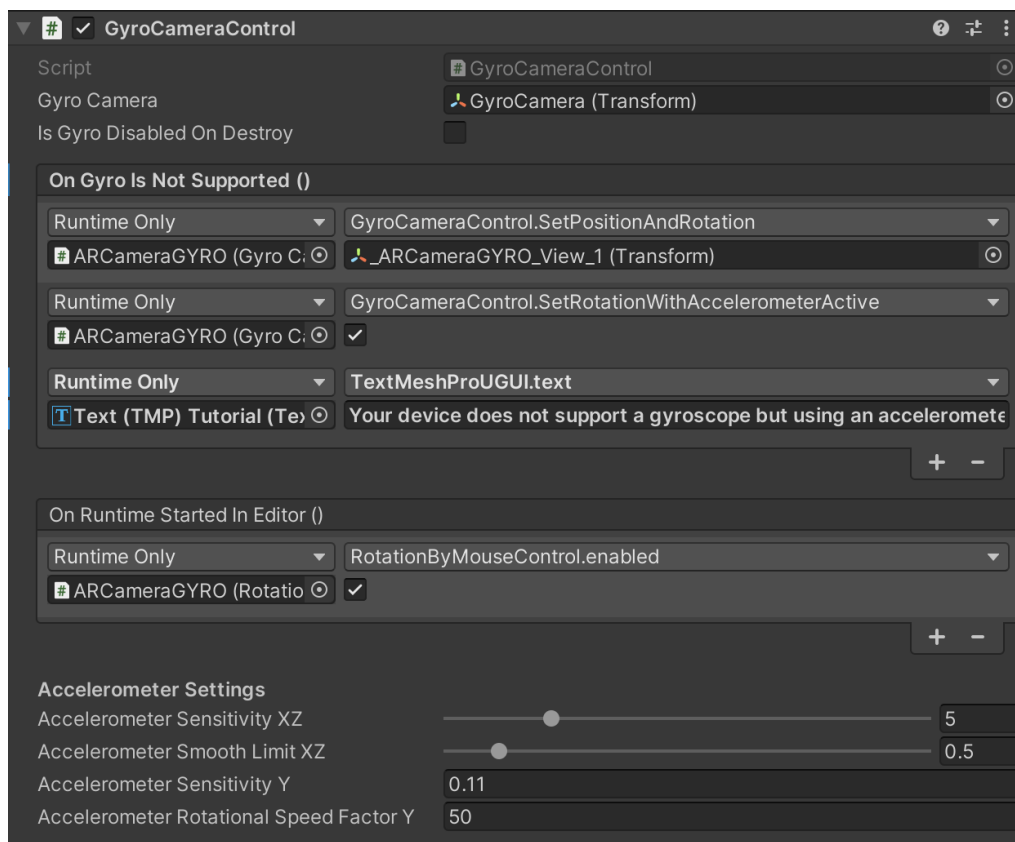 GyroCameraControl
Script GyroCameraControl
Gyro Camera GyroCamera (Transform)
Is Gyro Disabled On Destroy
On Gyro Is Not Supported ()
Runtime Only GyroCameraControl.SetPositionAndRotation
ARCameraGYRO (Gyro Ca _ARCameraGYRO_View_1 (Transform)
Runtime Only GyroCameraControl.SetRotationWithAccelerometerActive
ARCameraGYRO (Gyro Ca
Runtime Only TextMeshProUGUI.text
Text (TMP) Tutorial (Tex Your device does not support a gyroscope but using an acceleromete
+ -
On Runtime Started In Editor ()
Runtime Only RotationByMouseControl.enabled
ARCameraGYRO (Rotatio
+ -
Accelerometer Settings
Accelerometer Sensitivity XZ 5
Accelerometer Smooth Limit XZ 0.5
Accelerometer Sensitivity Y 0.11
Accelerometer Rotational Speed Factor Y 50